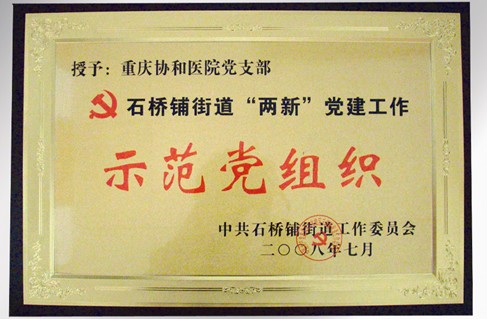 授予：重庆协和医院党支部
石桥铺街道“两新”党建工作
示范党组织
中共石桥铺街道工作委员会
二〇〇八年七月